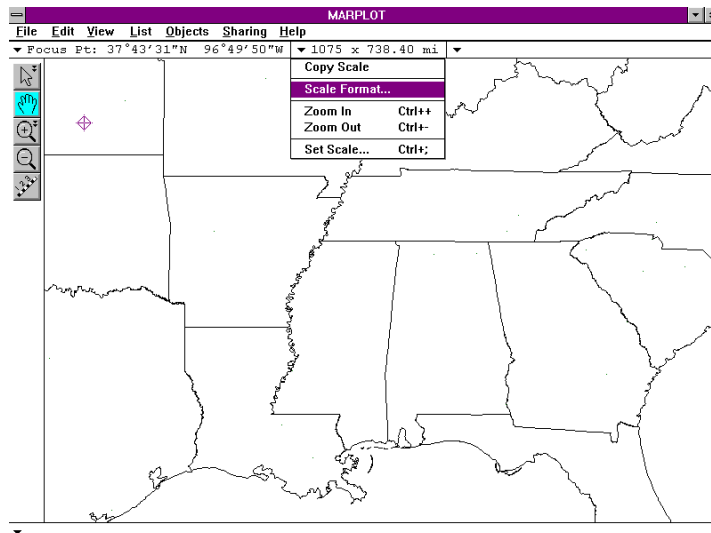 MARPLOT
File Edit View List Objects Sharing Help
Focus Pt: 37°43'31"N 96°49'50"W 1075 x 738.40 mi
Copy Scale
Scale Format...
Zoom In Ctrl++
Zoom Out Ctrl+-
Set Scale... Ctrl+;
123